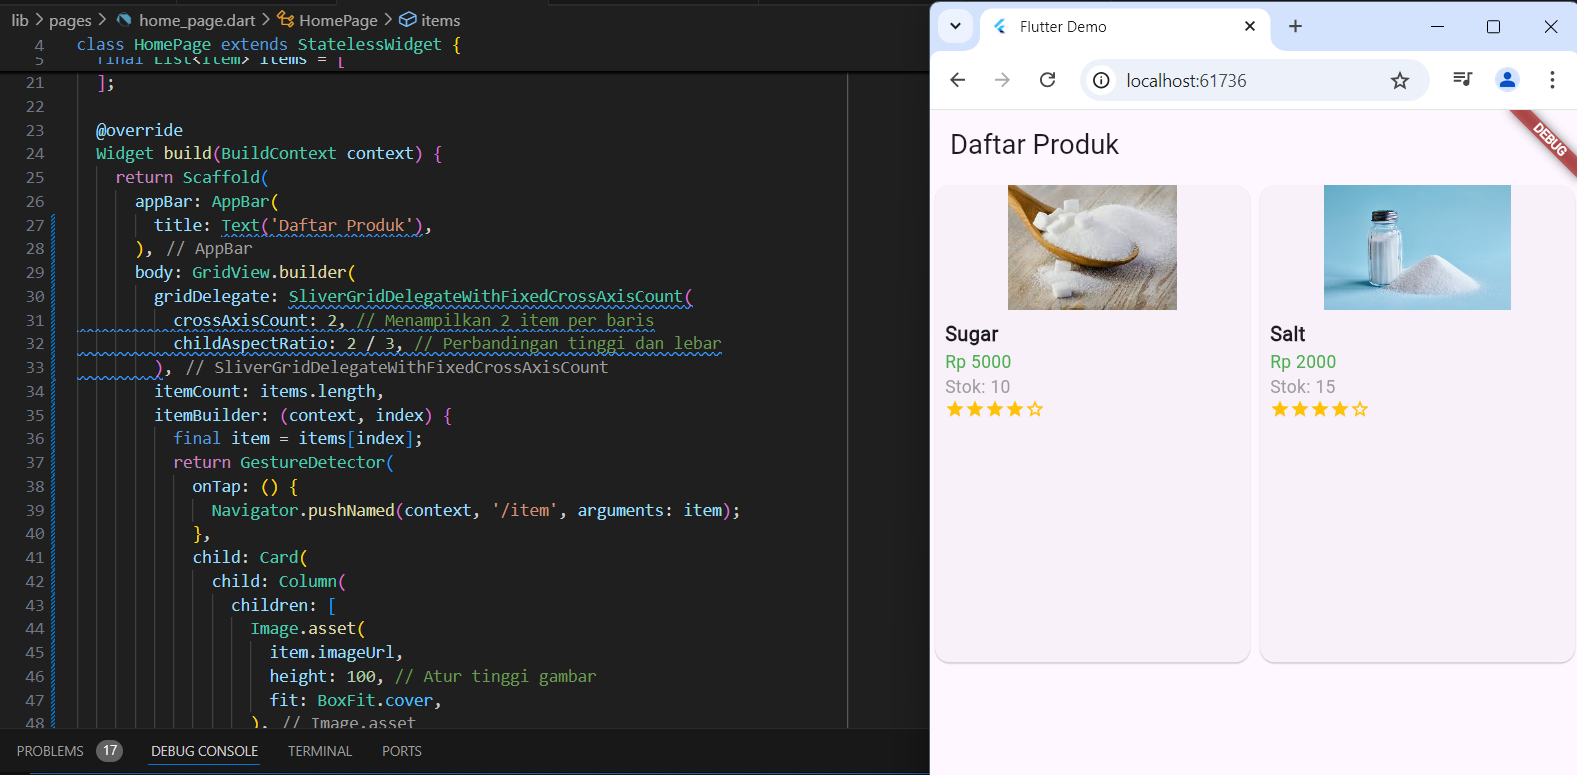 lib > pages > home_page.dart > HomePage > items
4 class HomePage extends StatelessWidget {
5 final List<Item> items = [
21 ];
22
23 @override
24 Widget build(BuildContext context) {
25 return Scaffold(
26 appBar: AppBar(
27 title: Text('Daftar Produk'),
28 ), // AppBar
29 body: GridView.builder(
30 gridDelegate: SliverGridDelegateWithFixedCrossAxisCount(
31 crossAxisCount: 2, // Menampilkan 2 item per baris
32 childAspectRatio: 2 / 3, // Perbandingan tinggi dan lebar
33 ), // SliverGridDelegateWithFixedCrossAxisCount
34 itemCount: items.length,
35 itemBuilder: (context, index) {
36 final item = items[index];
37 return GestureDetector(
38 onTap: () {
39 Navigator.pushNamed(context, '/item', arguments: item);
40 },
41 child: Card(
42 child: Column(
43 children: [
44 Image.asset(
45 item.imageUrl,
46 height: 100, // Atur tinggi gambar
47 fit: BoxFit.cover,
48 ), // Image.asset
PROBLEMS 17 DEBUG CONSOLE TERMINAL PORTS
Flutter Demo
localhost:61736
Daftar Produk
DEBUG
Sugar
Rp 5000
Stok: 10
Salt
Rp 2000
Stok: 15